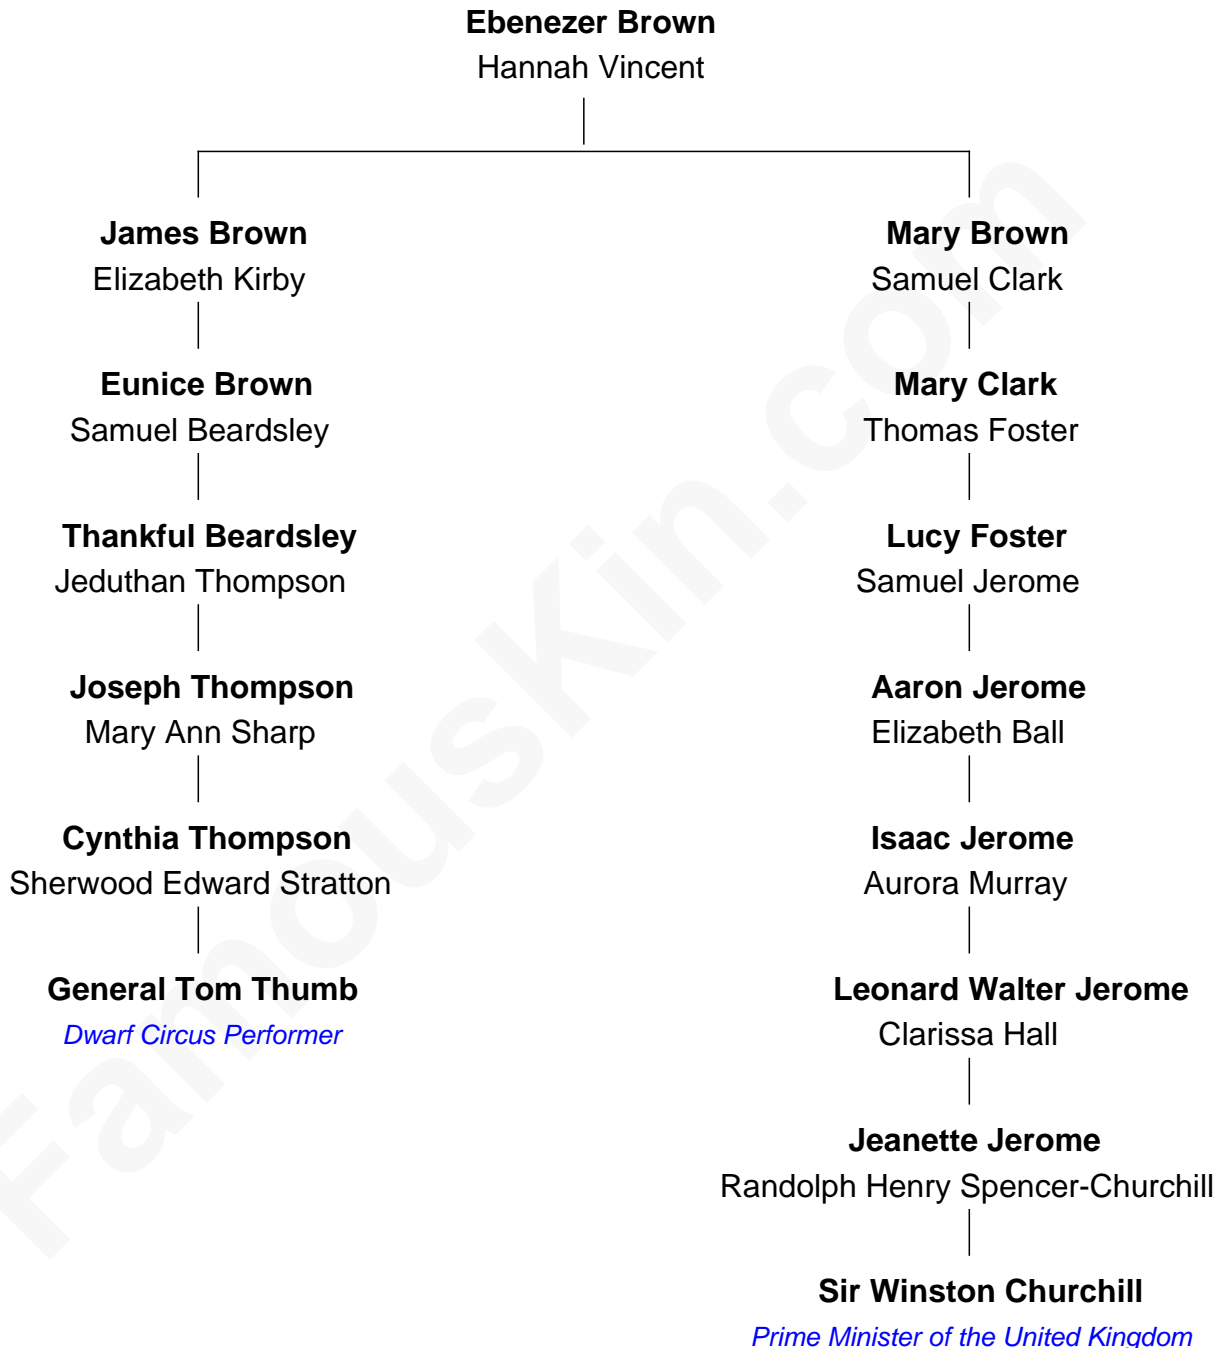 Ebenezer Brown
Hannah Vincent
James Brown
Elizabeth Kirby
Mary Brown
Samuel Clark
Eunice Brown
Samuel Beardsley
Mary Clark
Thomas Foster
Thankful Beardsley
Jeduthan Thompson
Lucy Foster
Samuel Jerome
Joseph Thompson
Mary Ann Sharp
Aaron Jerome
Elizabeth Ball
Cynthia Thompson
Sherwood Edward Stratton
Isaac Jerome
Aurora Murray
General Tom Thumb
Dwarf Circus Performer
Leonard Walter Jerome
Clarissa Hall
Jeanette Jerome
Randolph Henry Spencer-Churchill
Sir Winston Churchill
Prime Minister of the United Kingdom
FamousKin.com